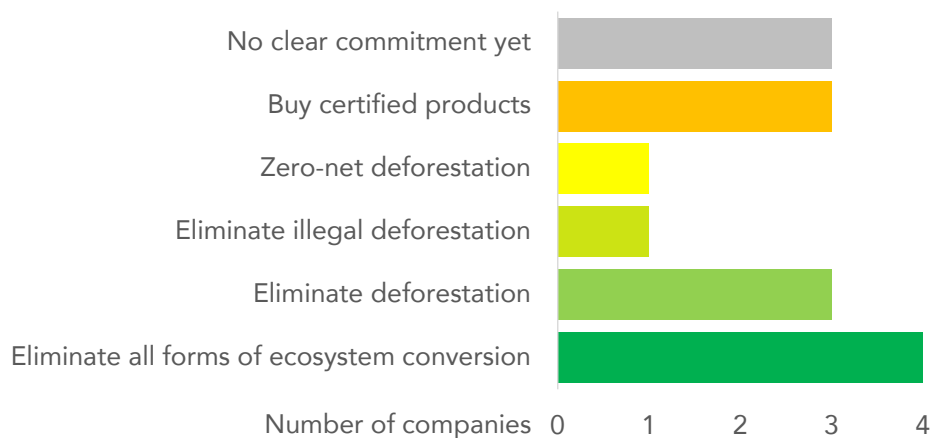 No clear commitment yet
Buy certified products
Zero-net deforestation
Eliminate illegal deforestation
Eliminate deforestation
Eliminate all forms of ecosystem conversion
Number of companies 0 1 2 3 4